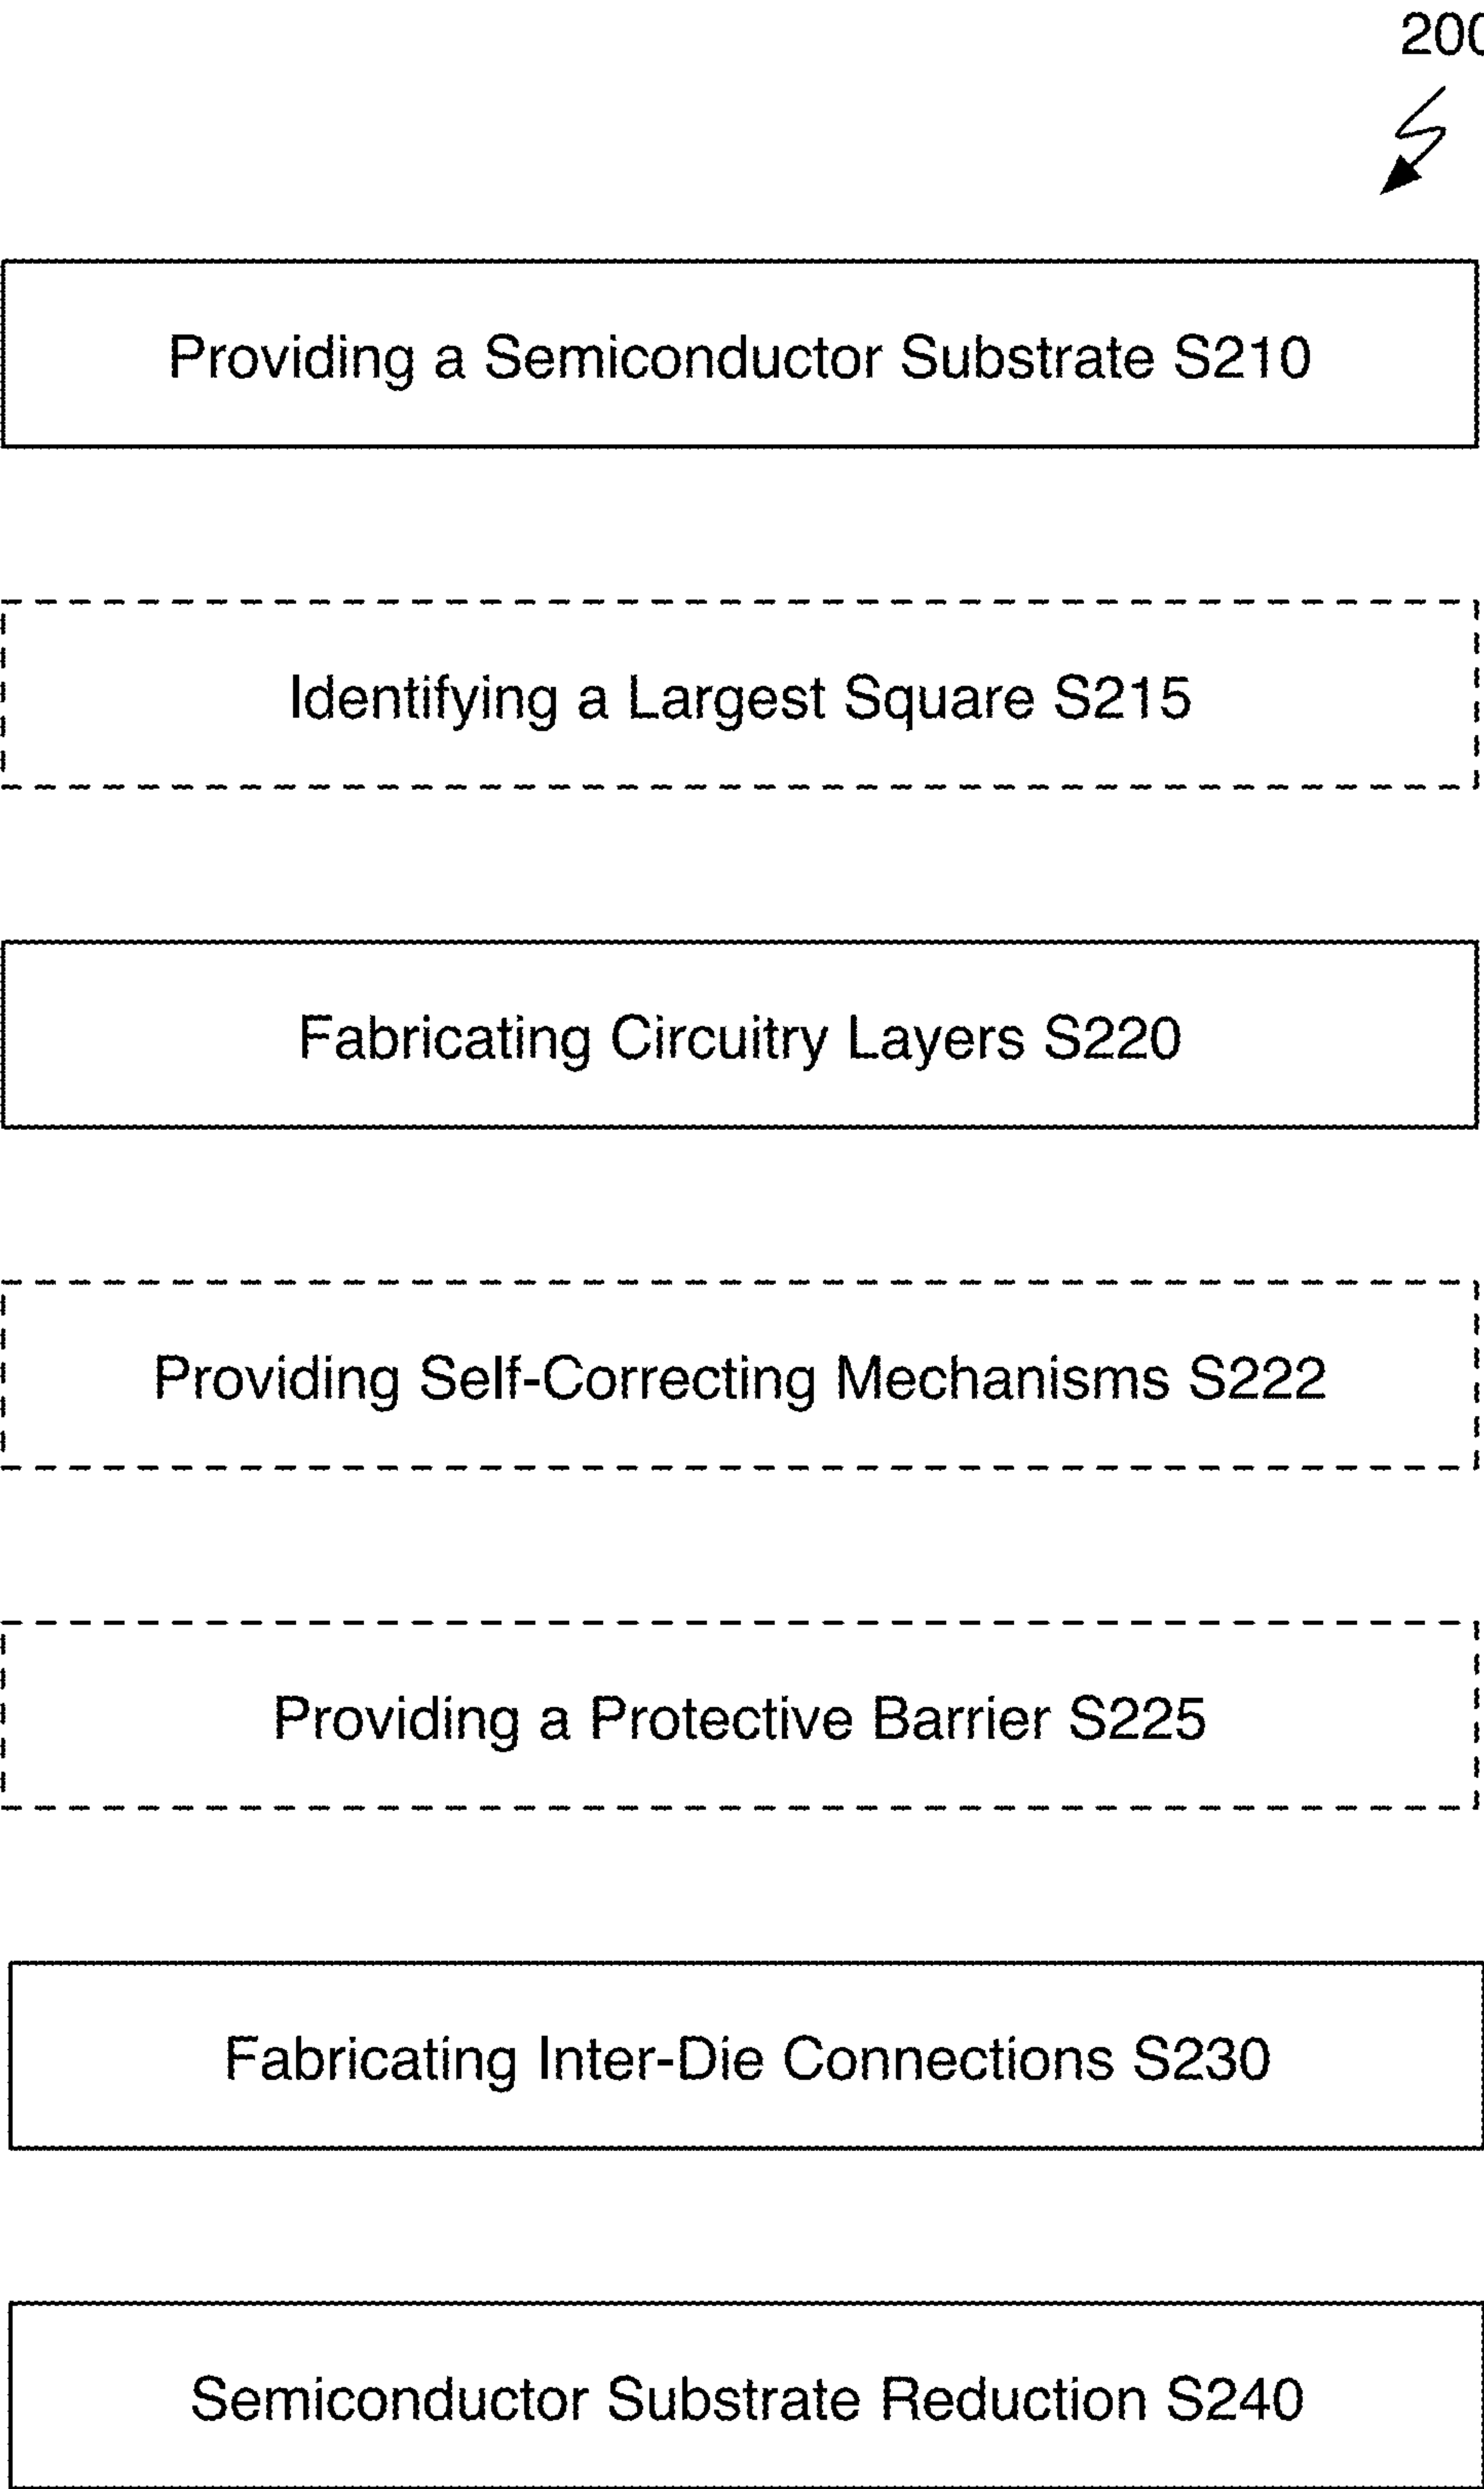 200
Providing a Semiconductor Substrate S210
Identifying a Largest Square S215
Fabricating Circuitry Layers S220
Providing Self-Correcting Mechanisms S222
Providing a Protective Barrier S225
Fabricating Inter-Die Connections S230
Semiconductor Substrate Reduction S240